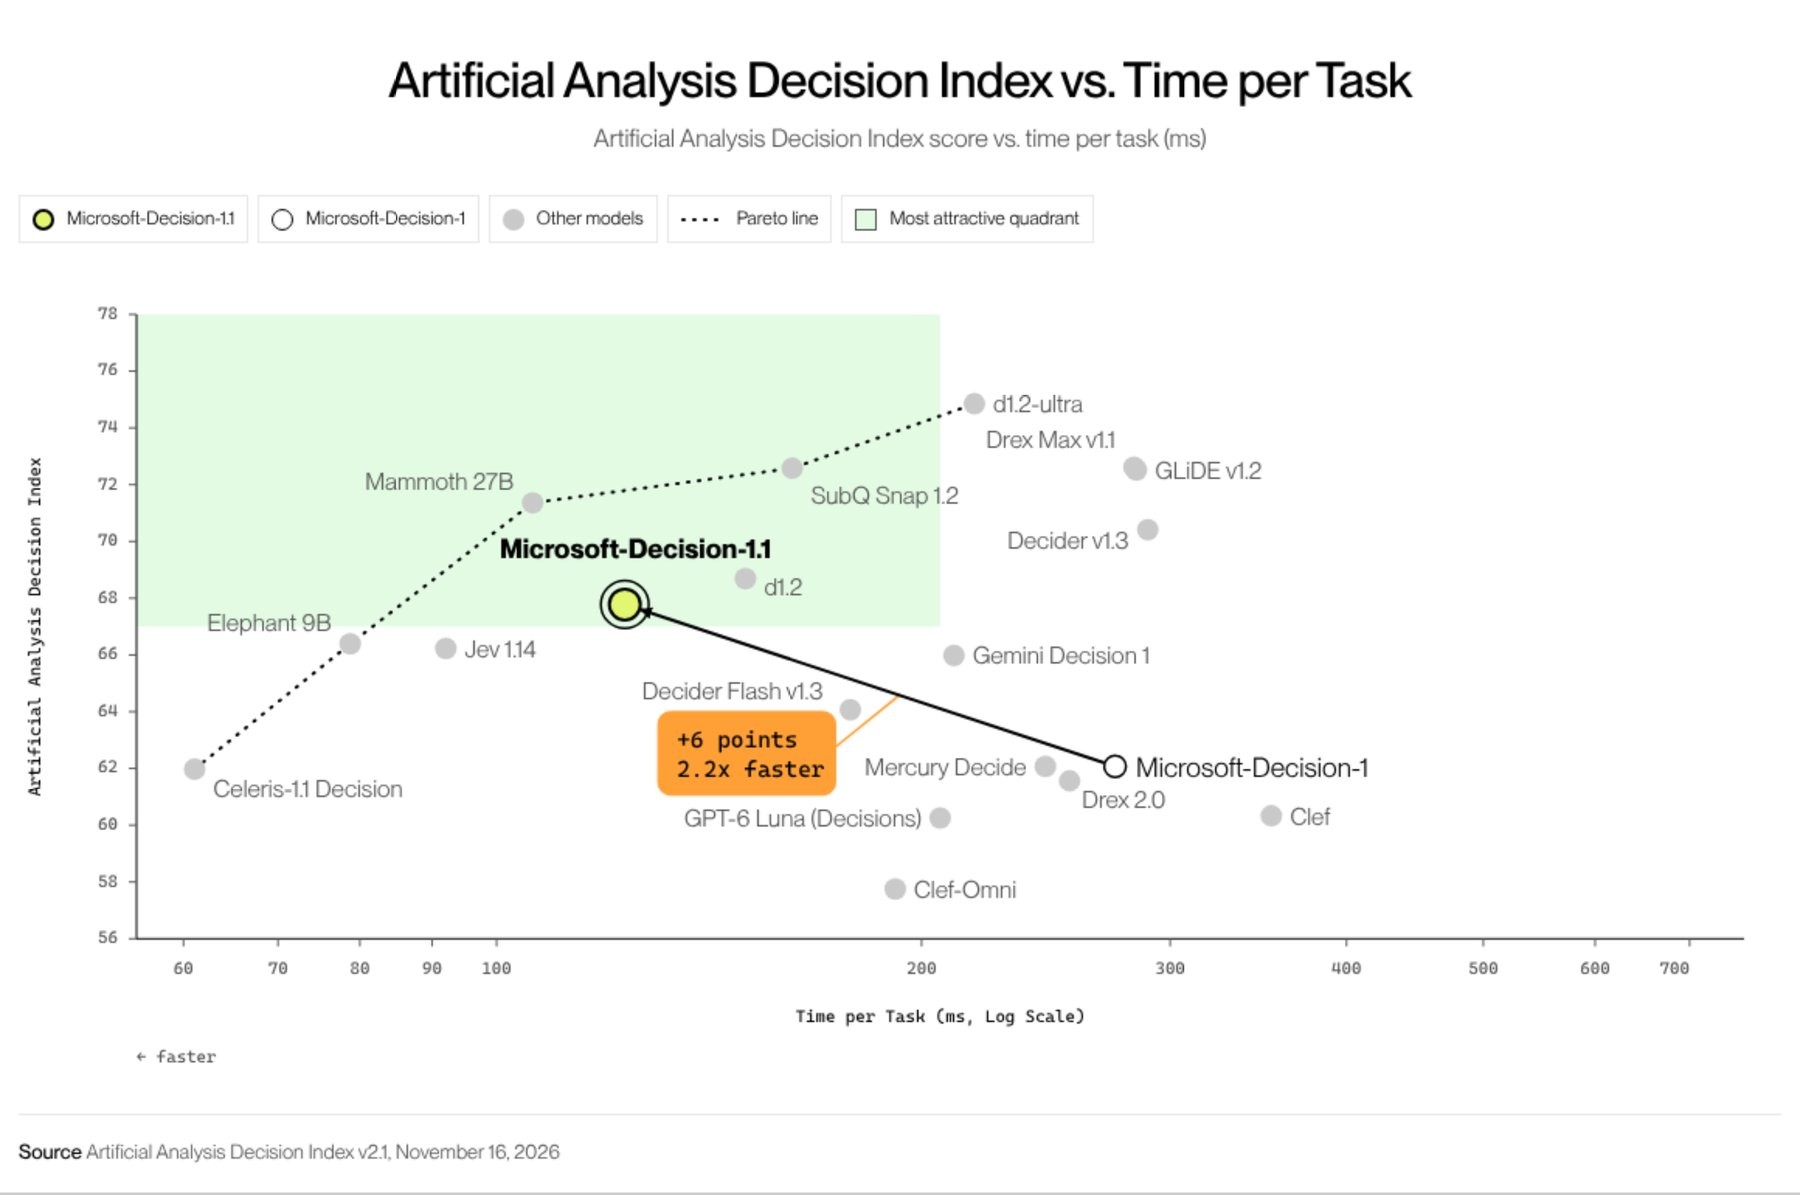 Artificial Analysis Decision Index vs. Time per Task
Artificial Analysis Decision Index score vs. time per task (ms)
Microsoft-Decision-1.1
Microsoft-Decision-1
Other models
Pareto line
Most attractive quadrant
Artificial Analysis Decision Index
78
76
74
72
70
68
66
64
62
60
58
56
d1.2-ultra
Drex Max v1.1
GLiDE v1.2
Mammoth 27B
SubQ Snap 1.2
Decider v1.3
Microsoft-Decision-1.1
d1.2
Elephant 9B
Jev 1.14
Gemini Decision 1
Decider Flash v1.3
+6 points
2.2x faster
Mercury Decide
Microsoft-Decision-1
Celeris-1.1 Decision
Drex 2.0
GPT-6 Luna (Decisions)
Clef
Clef-Omni
60
70
80
90
100
200
300
400
500
600
700
Time per Task (ms, Log Scale)
← faster
Source Artificial Analysis Decision Index v2.1, November 16, 2026